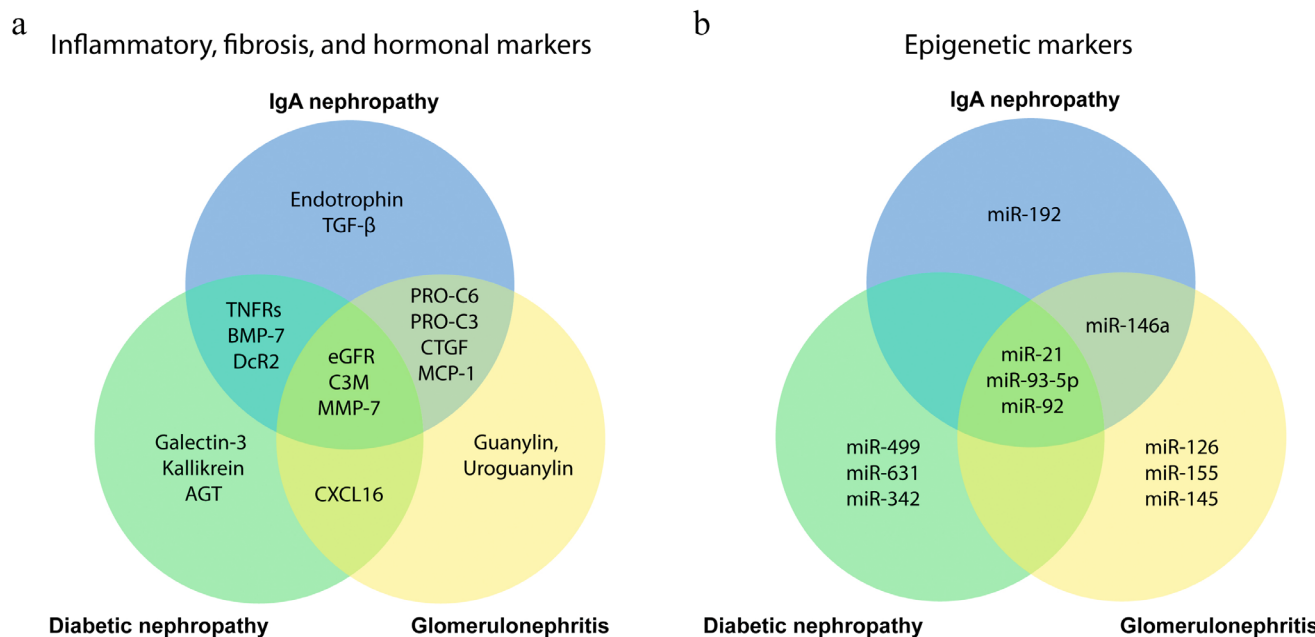 a
Inflammatory, fibrosis, and hormonal markers
IgA nephropathy
Endotrophin
TGF-β
TNFRs
BMP-7
DcR2
PRO-C6
PRO-C3
CTGF
MCP-1
eGFR
C3M
MMP-7
Galectin-3
Kallikrein
AGT
CXCL16
Guanylin,
Uroguanylin
Diabetic nephropathy
Glomerulonephritis
b
Epigenetic markers
IgA nephropathy
miR-192
miR-146a
miR-21
miR-93-5p
miR-92
miR-499
miR-631
miR-342
miR-126
miR-155
miR-145
Diabetic nephropathy
Glomerulonephritis